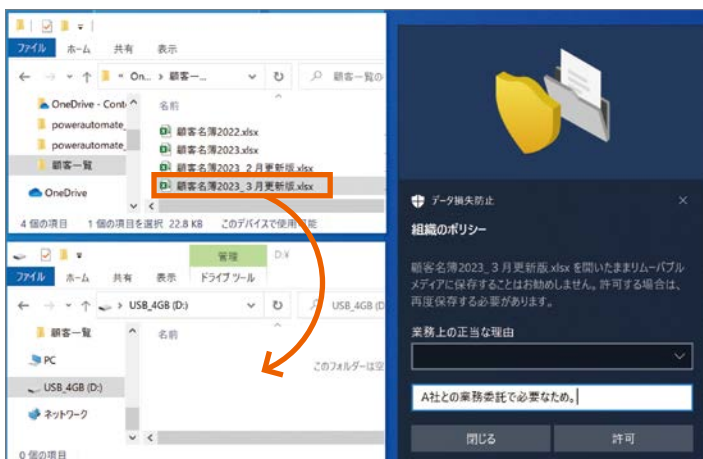 ファイル ホーム 共有 表示
« On... › 顧客一...
顧客一覧の
OneDrive - Cont
powerautomate_
powerautomate_
顧客一覧
OneDrive
名前
顧客名簿2022.xlsx
顧客名簿2023.xlsx
顧客名簿2023_２月更新版.xlsx
顧客名簿2023_３月更新版.xlsx
4 個の項目 1 個の項目を選択 22.8 KB このデバイスで使用可能
管理 D:¥
ファイル ホーム 共有 表示 ドライブ ツール
› USB_4GB (D:)
USB_4GB (D
顧客一覧
PC
USB_4GB (D:)
ネットワーク
名前
このフォルダーは空
0 個の項目
データ損失防止
組織のポリシー
顧客名簿2023_３月更新版.xlsx を開いたままリムーバブル
メディアに保存することはお勧めしません。許可する場合は、
再度保存する必要があります。
業務上の正当な理由
A社との業務委託で必要なため。
閉じる 許可